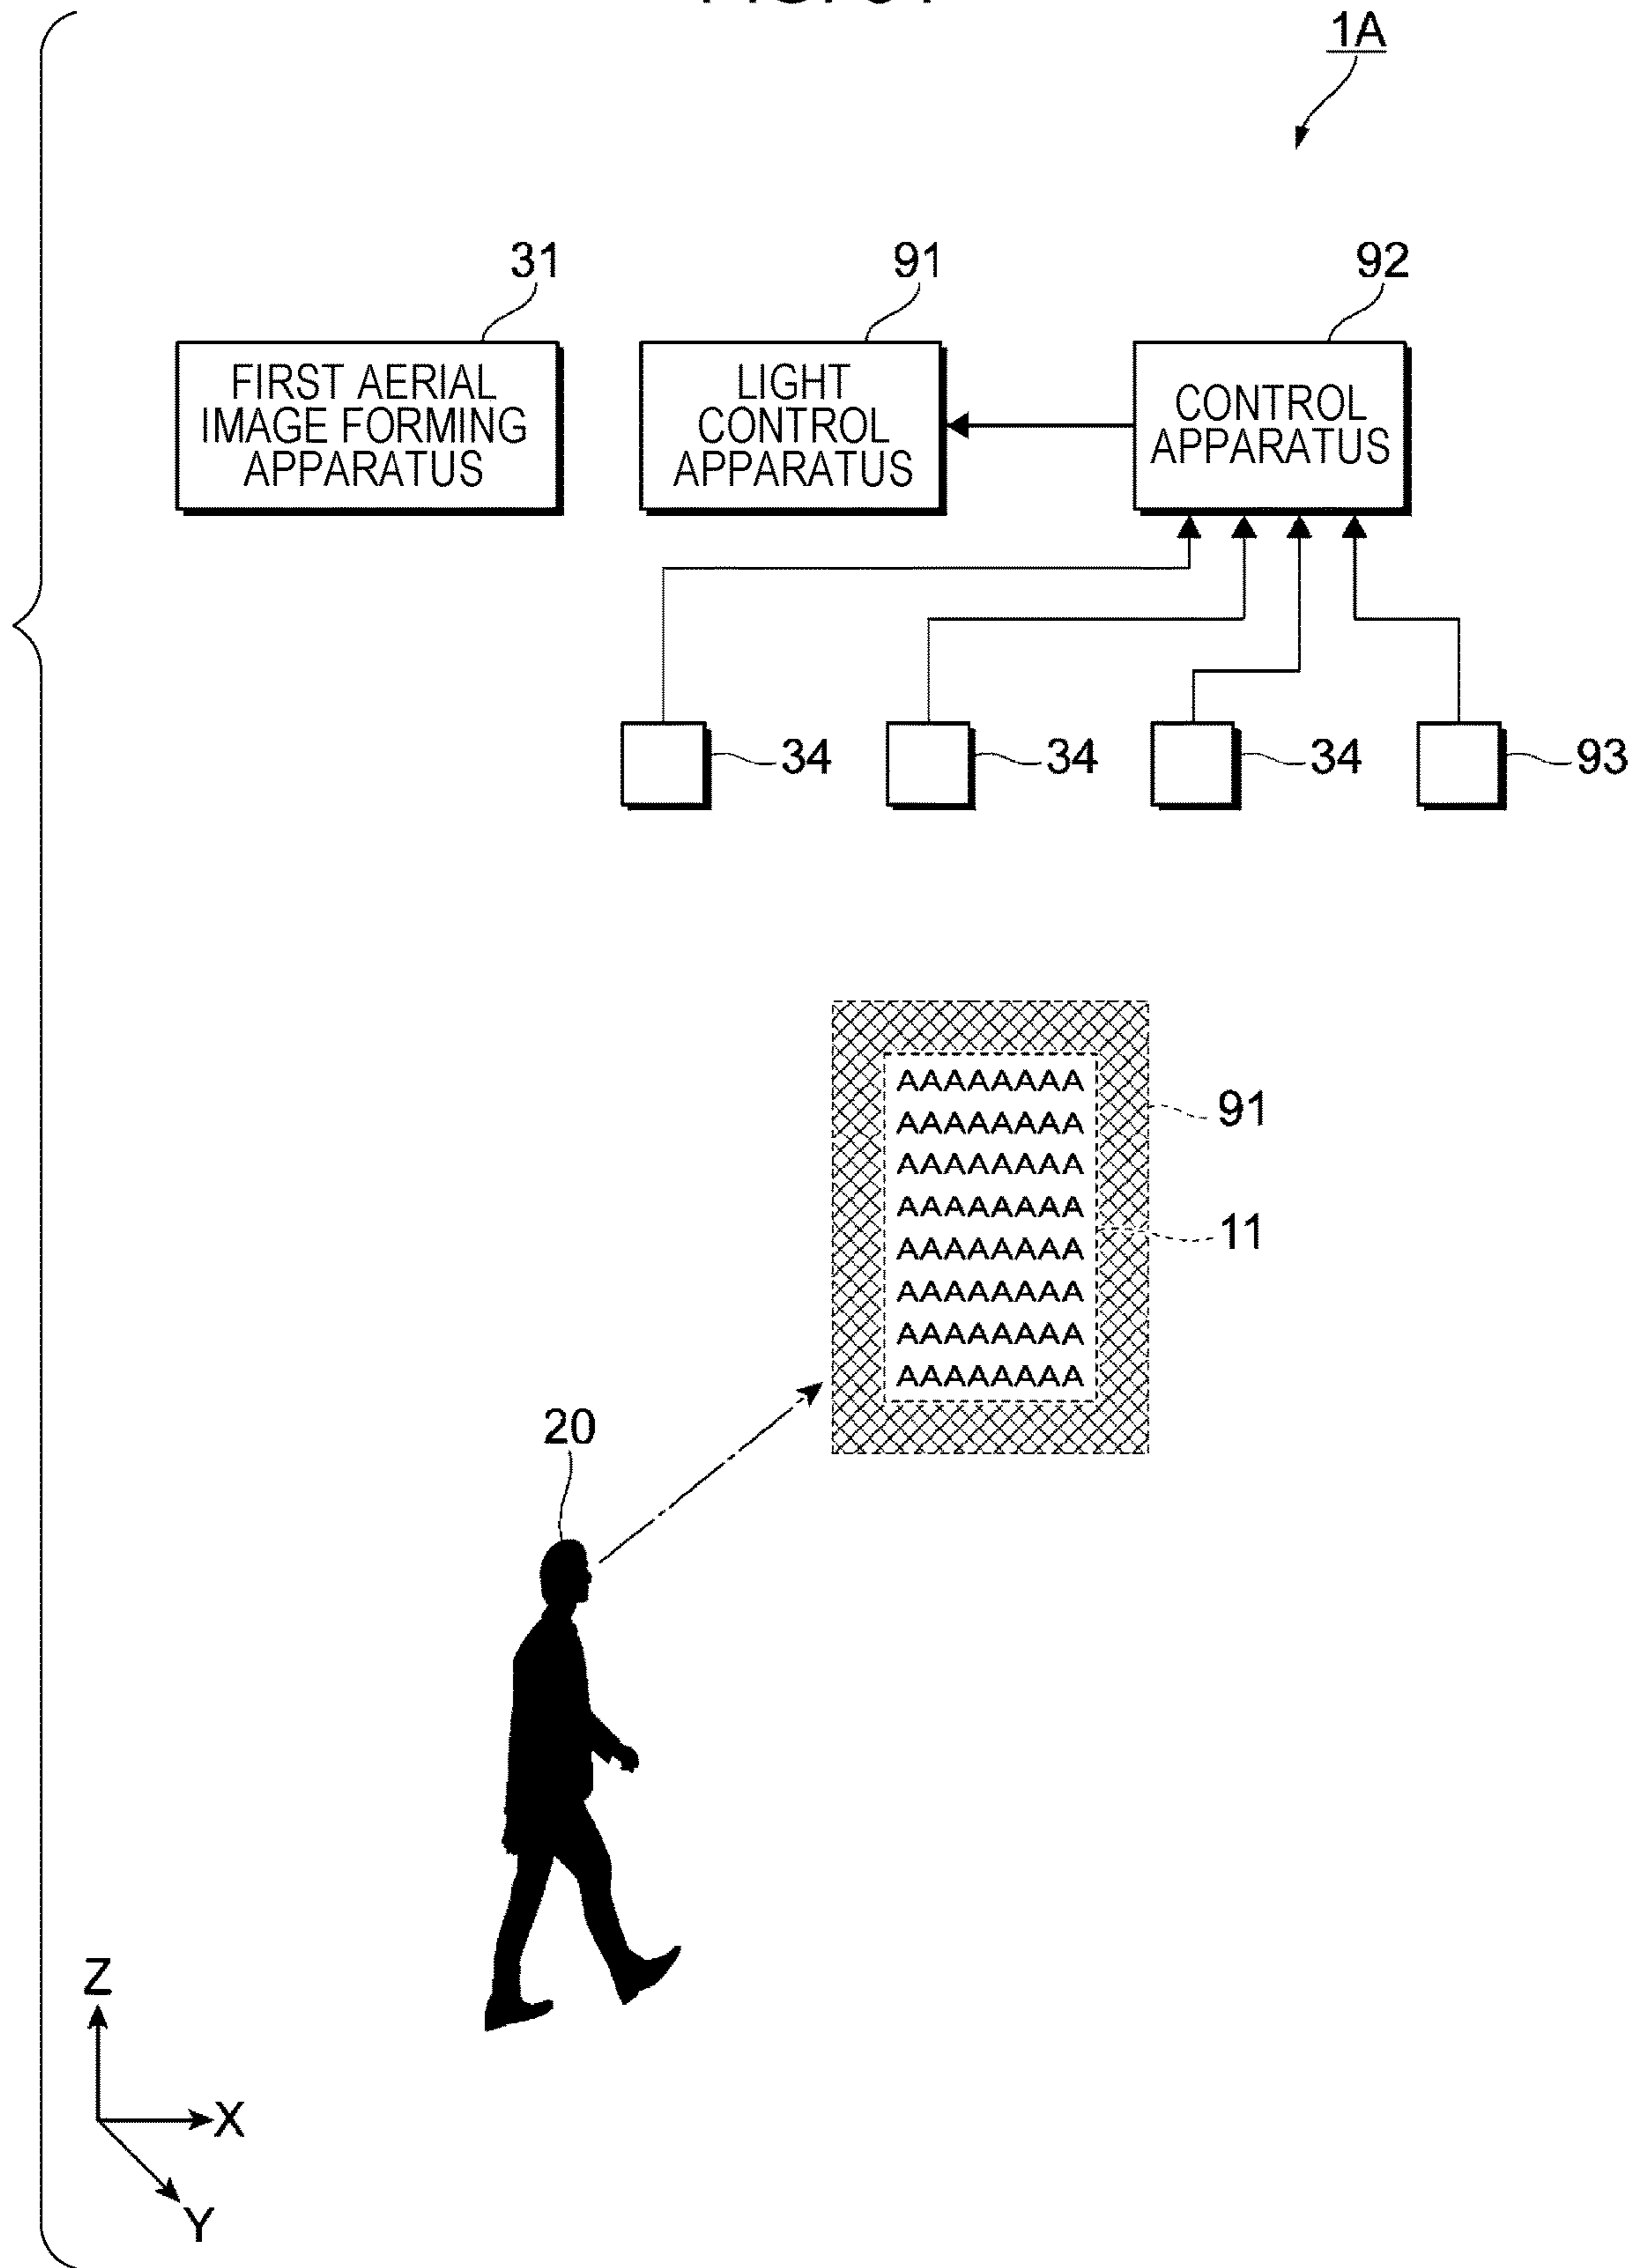 1A
31
91
92
FIRST AERIAL
IMAGE FORMING
APPARATUS
LIGHT
CONTROL
APPARATUS
CONTROL
APPARATUS
34
34
34
93
AAAAAAAA
AAAAAAAA
AAAAAAAA
AAAAAAAA
AAAAAAAA
AAAAAAAA
AAAAAAAA
AAAAAAAA
91
11
20
Z
X
Y